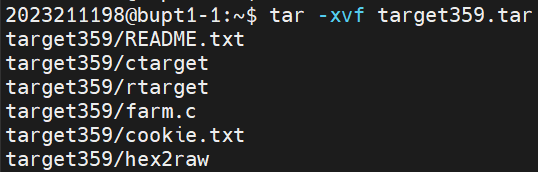 2023211198@bupt1-1:~$ tar -xvf target359.tar
target359/README.txt
target359/ctarget
target359/rtarget
target359/farm.c
target359/cookie.txt
target359/hex2raw